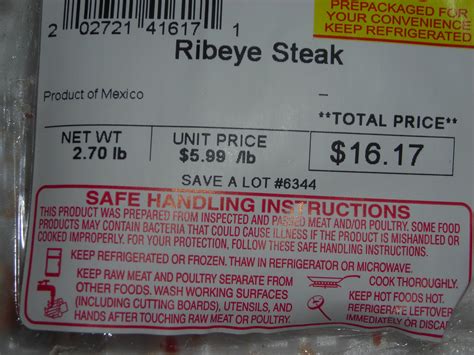 PREPACKAGED FOR
YOUR CONVENIENCE
KEEP REFRIGERATED
2 02721 41617 1
Ribeye Steak
Product of Mexico
**TOTAL PRICE**
NET WT
2.70 lb
UNIT PRICE
$5.99 /lb
$16.17
SAVE A LOT #6344
SAFE HANDLING INSTRUCTIONS
THIS PRODUCT WAS PREPARED FROM INSPECTED AND PASSED MEAT AND/OR POULTRY. SOME FOOD
PRODUCTS MAY CONTAIN BACTERIA THAT COULD CAUSE ILLNESS IF THE PRODUCT IS MISHANDLED OR
COOKED IMPROPERLY. FOR YOUR PROTECTION, FOLLOW THESE SAFE HANDLING INSTRUCTIONS.
KEEP REFRIGERATED OR FROZEN. THAW IN REFRIGERATOR OR MICROWAVE.
KEEP RAW MEAT AND POULTRY SEPARATE FROM
OTHER FOODS. WASH WORKING SURFACES
(INCLUDING CUTTING BOARDS), UTENSILS, AND
HANDS AFTER TOUCHING RAW MEAT OR POULTRY.
COOK THOROUGHLY.
KEEP HOT FOODS HOT.
REFRIGERATE LEFTOVER
IMMEDIATELY OR DISCAR